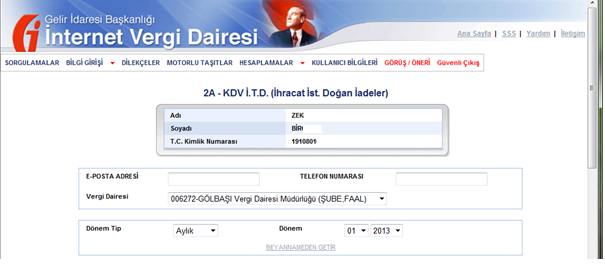 Gelir İdaresi Başkanlığı
İnternet Vergi Dairesi
Ana Sayfa | SSS | Yardım | İletişim
SORGULAMALAR BİLGİ GİRİŞİ DİLEKÇELER MOTORLU TAŞITLAR HESAPLAMALAR KULLANICI BİLGİLERİ GÖRÜŞ / ÖNERİ Güvenli Çıkış
2A - KDV İ.T.D. (İhracat İst. Doğan İadeler)
Adı ZEK
Soyadı BİR
T.C. Kimlik Numarası 1910801
E-POSTA ADRESİ TELEFON NUMARASI
Vergi Dairesi 006272-GÖLBAŞI Vergi Dairesi Müdürlüğü (ŞUBE,FAAL)
Dönem Tip Aylık Dönem 01 2013
BEYANNAMEDEN GETİR